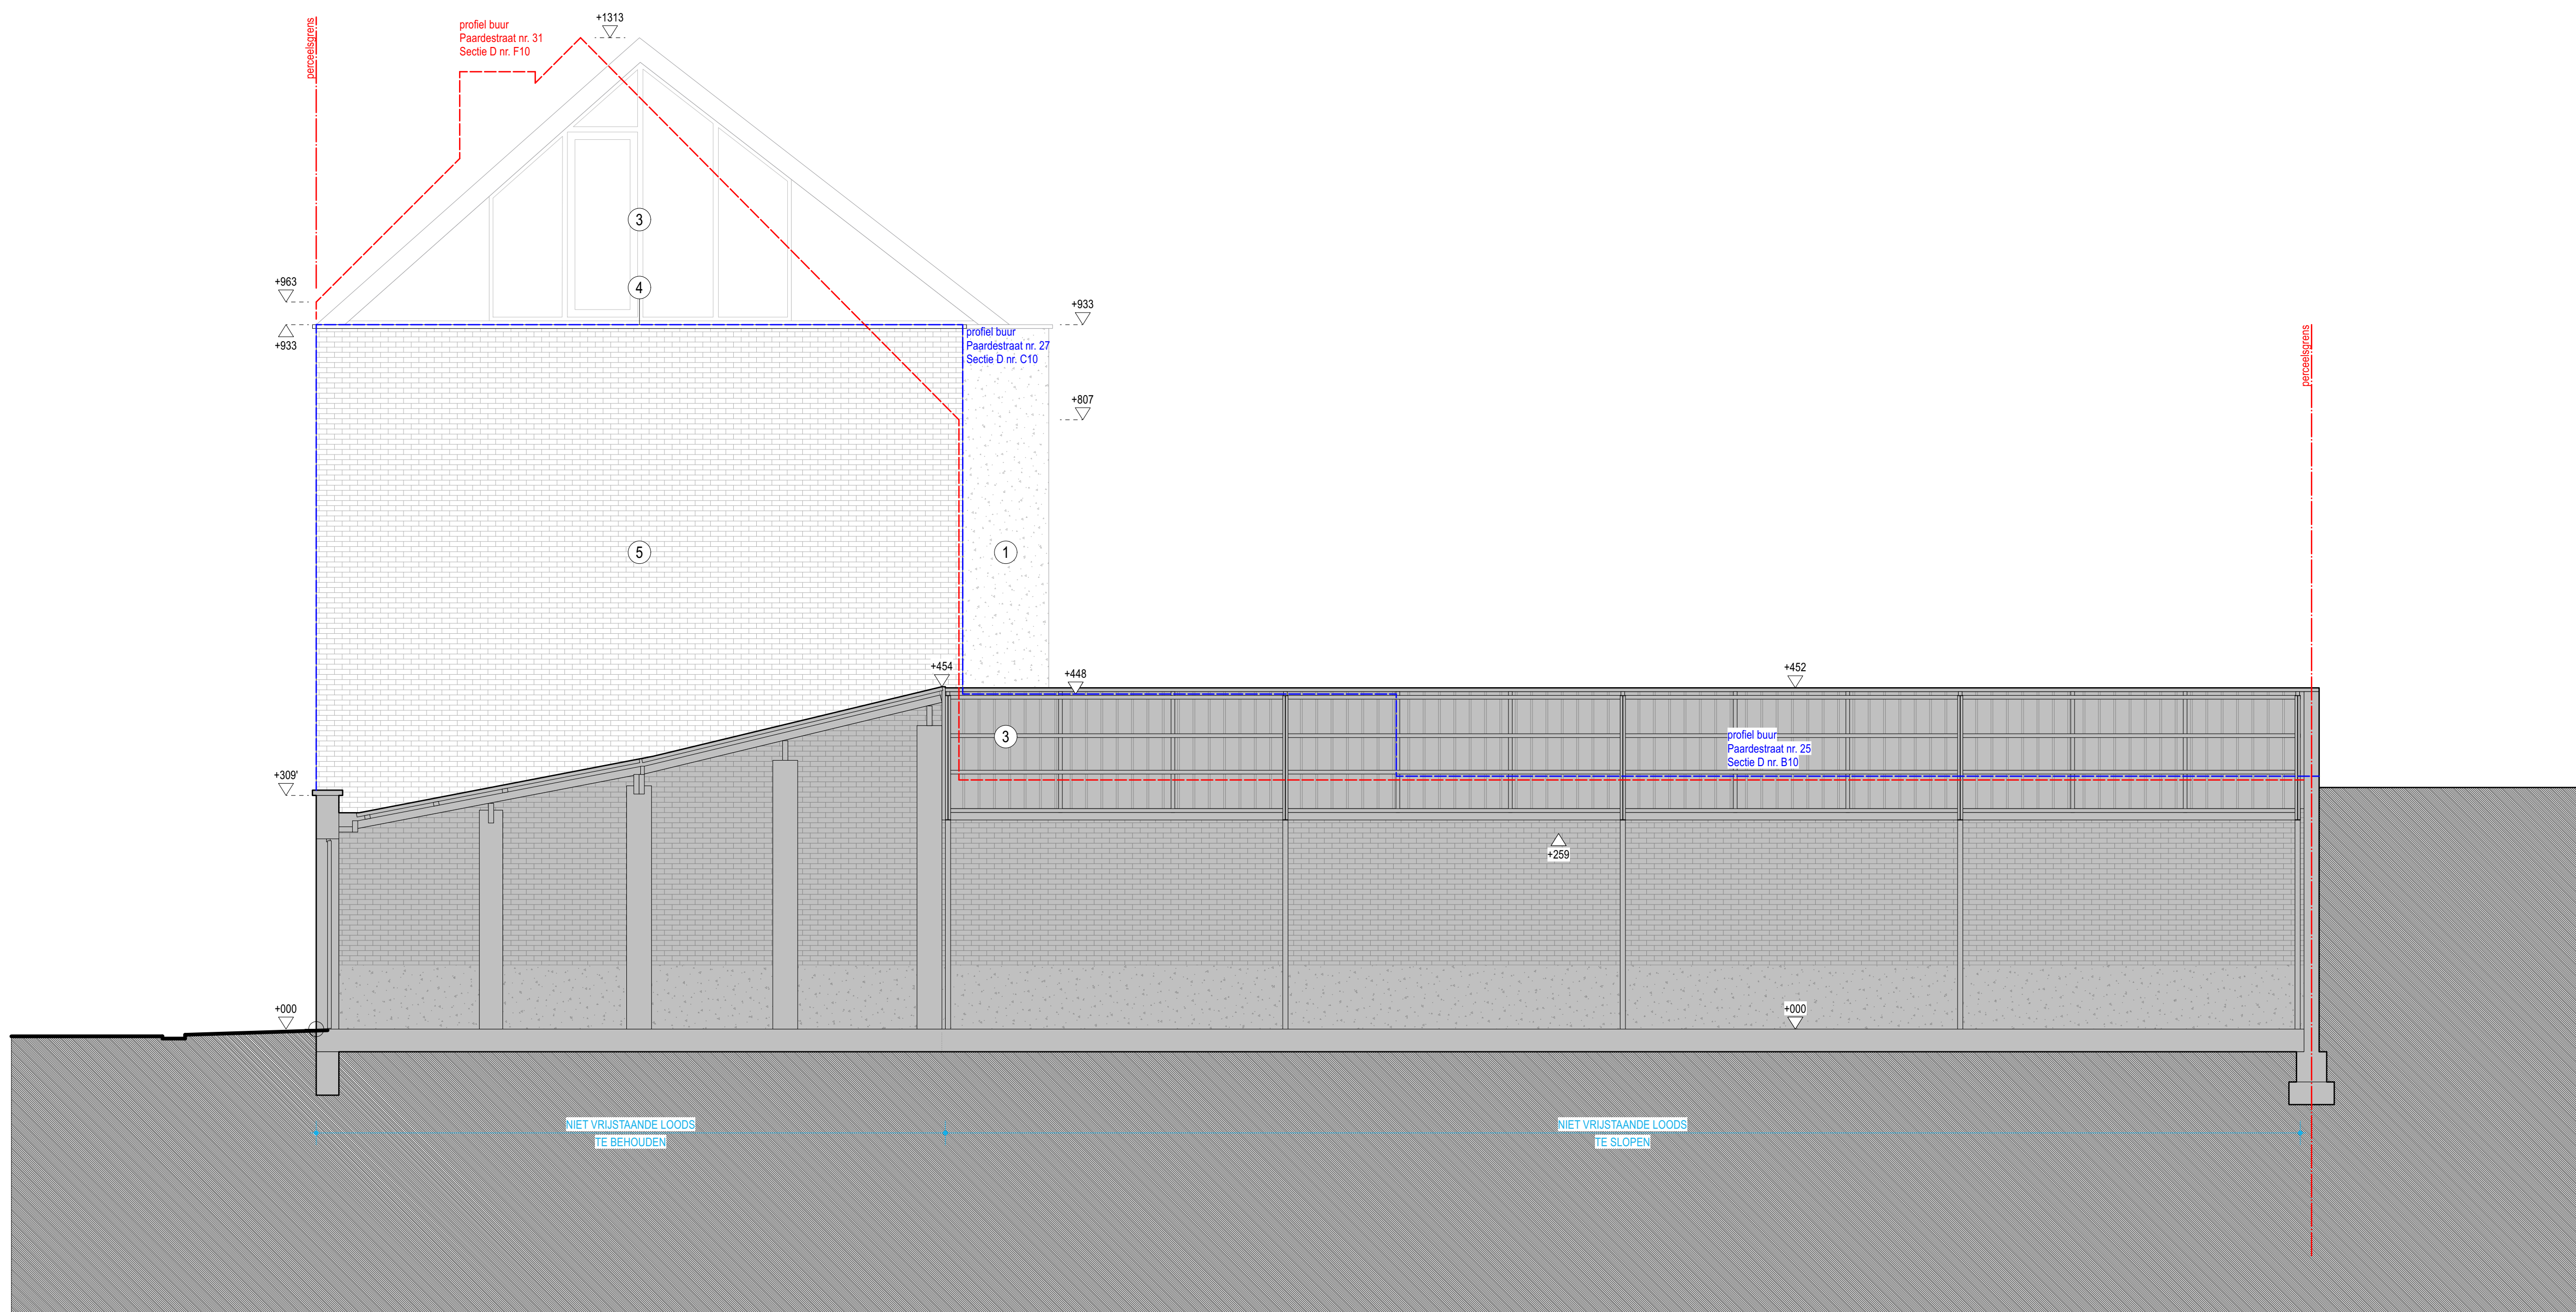 +1313
perceelsgrens
profiel buur
Paardestraat nr. 31
Sectie D nr. F10
3
+963
4
+933
+933
profiel buur
Paardestraat nr. 27
Sectie D nr. C10
perceelsgrens
+807
5
1
+454
+448
+452
3
profiel buur
Paardestraat nr. 25
Sectie D nr. B10
+309'
+259
+000
+000
NIET VRIJSTAANDE LOODS
TE BEHOUDEN
NIET VRIJSTAANDE LOODS
TE SLOPEN